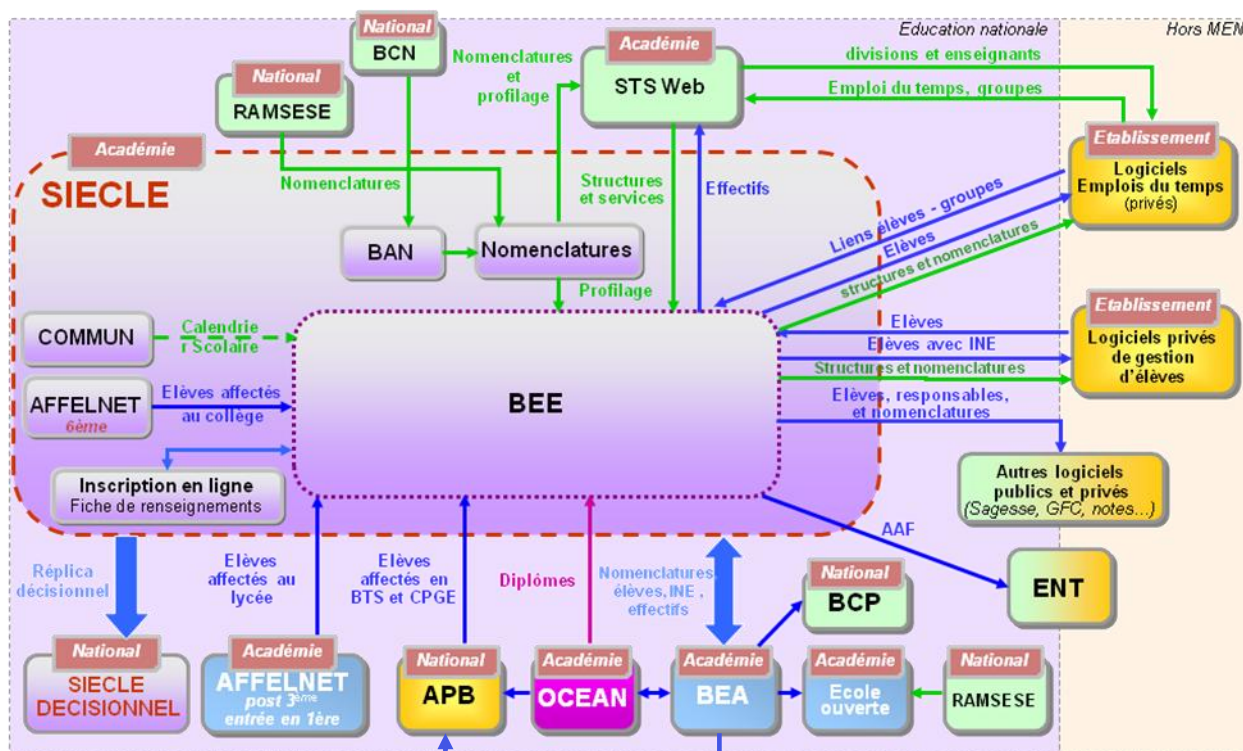 Education nationale
Hors MEN
National
BCN
National
RAMSESE
Nomenclatures
et
profilage
Académie
STS Web
divisions et enseignants
Emploi du temps, groupes
Etablissement
Logiciels
Emplois du temps
(privés)
Académie
SIECLE
Nomenclatures
Structures
et services
Effectifs
BAN
Nomenclatures
Profilage
Liens élèves - groupes
Elèves
structures et nomenclatures
COMMUN
Calendrie
r Scolaire
AFFELNET
6ème
Elèves affectés
au collège
BEE
Elèves
Elèves avec INE
Structures et nomenclatures
Elèves, responsables,
et nomenclatures
Etablissement
Logiciels privés
de gestion
d'élèves
Inscription en ligne
Fiche de renseignements
Autres logiciels
publics et privés
(Sagesse, GFC, notes...)
Réplica
décisionnel
Elèves
affectés au
lycée
Elèves
affectés en
BTS et CPGE
Diplômes
Nomenclatures,
élèves, INE ,
effectifs
AAF
National
BCP
ENT
National
SIECLE
DECISIONNEL
Académie
AFFELNET
post 3ème
entrée en 1ère
National
APB
Académie
OCEAN
Académie
BEA
Académie
Ecole
ouverte
National
RAMSESE